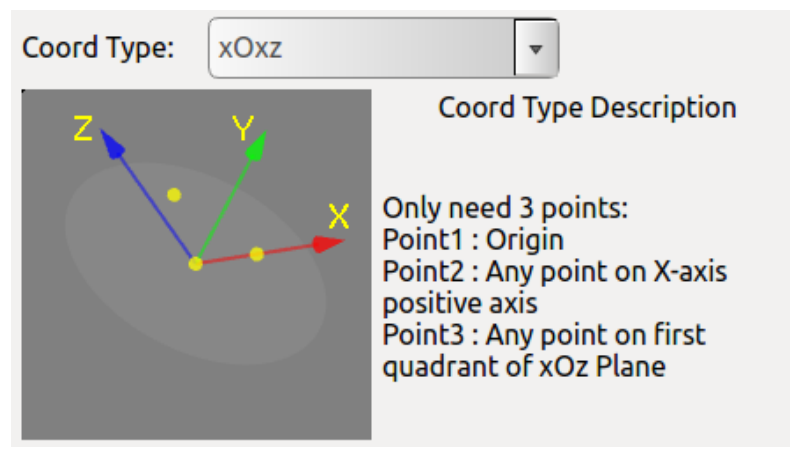 Coord Type: xOxz
Coord Type Description
Z
Y
X
Only need 3 points:
Point1 : Origin
Point2 : Any point on X-axis
positive axis
Point3 : Any point on first
quadrant of xOz Plane